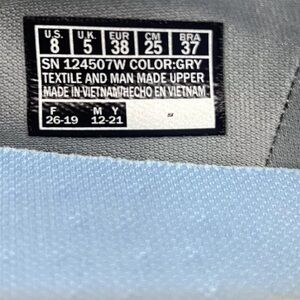 U.S. U.K. EUR CM BRA
8 5 38 25 37
SN 124507W COLOR:GRY
TEXTILE AND MAN MADE UPPER
MADE IN VIETNAM/HECHO EN VIETNAM
F M Y
26-19 12-21